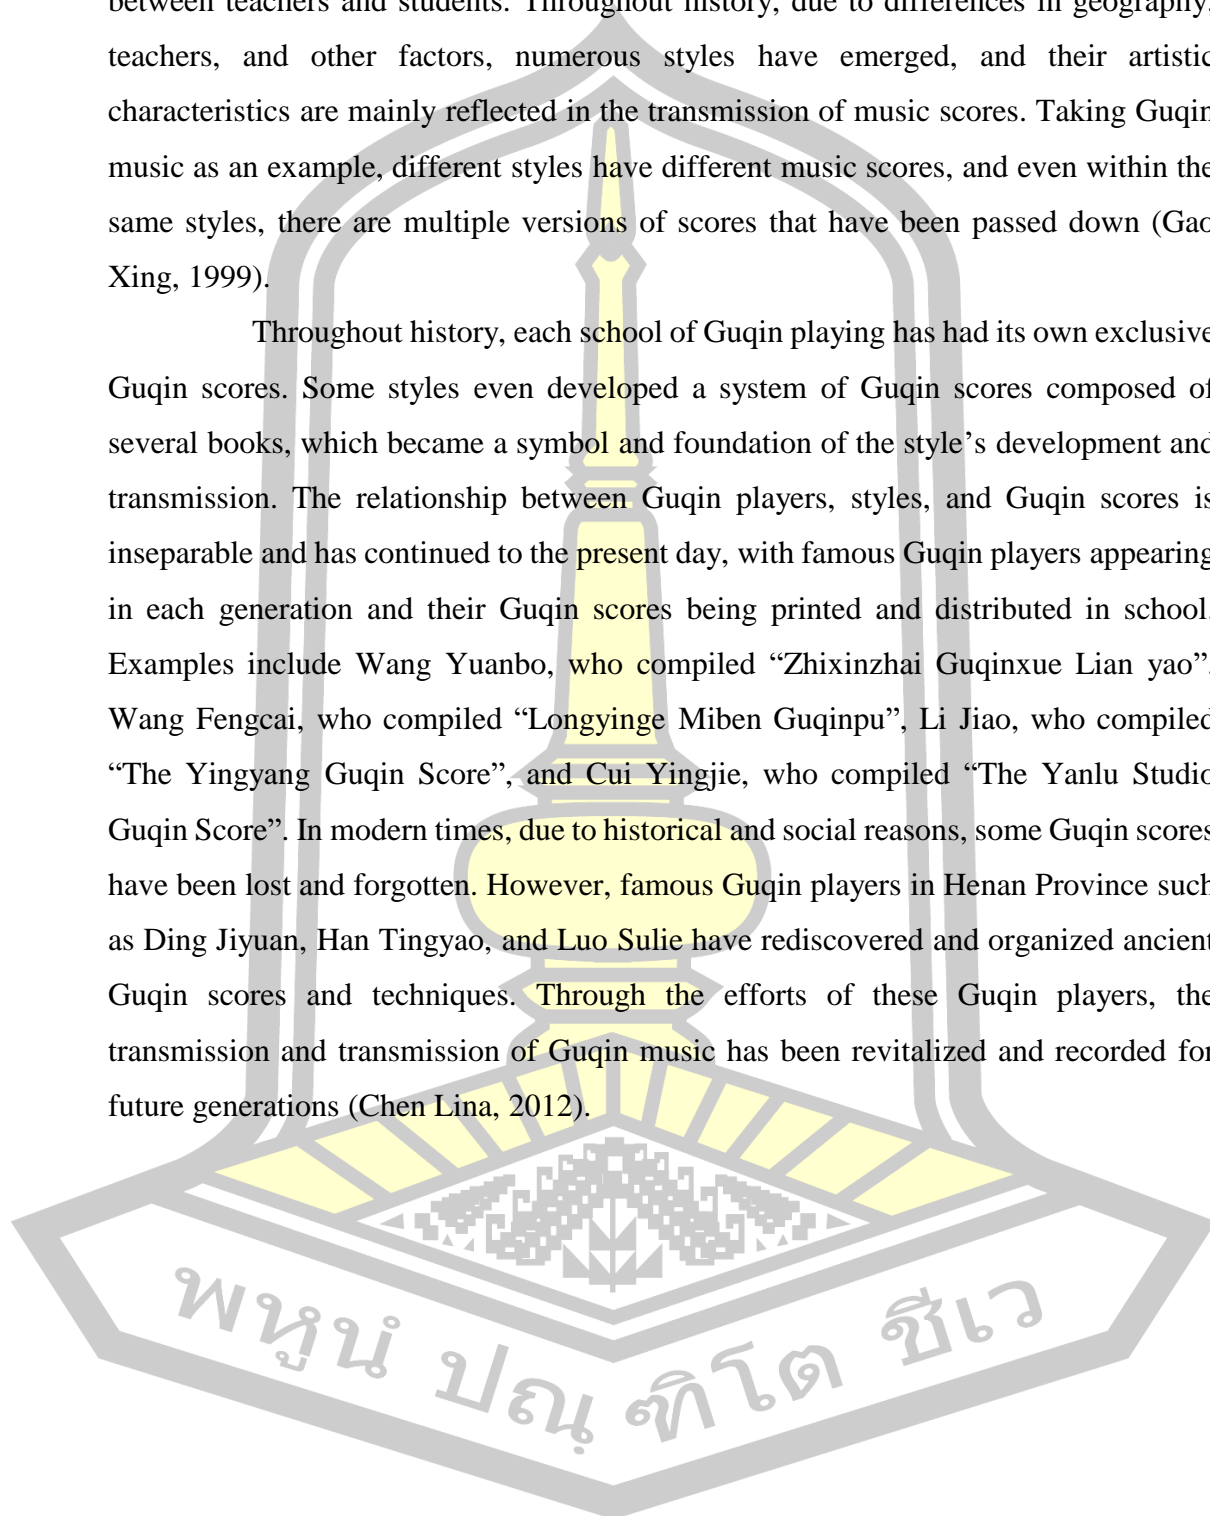 between teachers and students. Throughout history, due to differences in geography,
teachers, and other factors, numerous styles have emerged, and their artistic
characteristics are mainly reflected in the transmission of music scores. Taking Guqin
music as an example, different styles have different music scores, and even within the
same styles, there are multiple versions of scores that have been passed down (Gao
Xing, 1999).
Throughout history, each school of Guqin playing has had its own exclusive
Guqin scores. Some styles even developed a system of Guqin scores composed of
several books, which became a symbol and foundation of the style’s development and
transmission. The relationship between Guqin players, styles, and Guqin scores is
inseparable and has continued to the present day, with famous Guqin players appearing
in each generation and their Guqin scores being printed and distributed in school.
Examples include Wang Yuanbo, who compiled “Zhixinzhai Guqinxue Lian yao”,
Wang Fengcai, who compiled “Longyinge Miben Guqinpu”, Li Jiao, who compiled
“The Yingyang Guqin Score”, and Cui Yingjie, who compiled “The Yanlu Studio
Guqin Score”. In modern times, due to historical and social reasons, some Guqin scores
have been lost and forgotten. However, famous Guqin players in Henan Province such
as Ding Jiyuan, Han Tingyao, and Luo Sulie have rediscovered and organized ancient
Guqin scores and techniques. Through the efforts of these Guqin players, the
transmission and transmission of Guqin music has been revitalized and recorded for
future generations (Chen Lina, 2012).
พหูนํ ปณฺฑิโต ชีเว